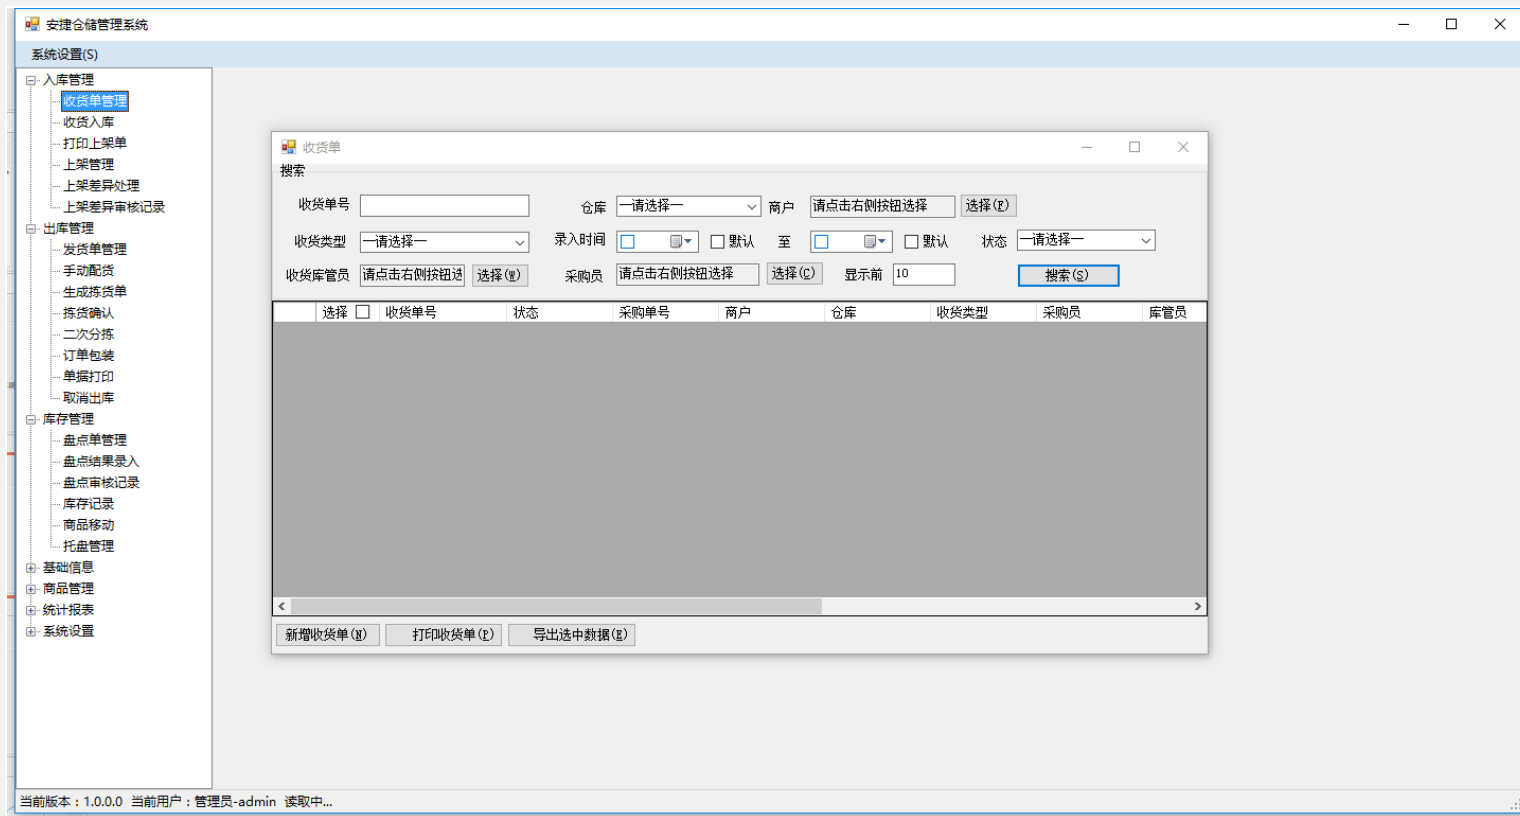 安捷仓储管理系统
系统设置(S)
入库管理
收货单管理
收货入库
打印上架单
上架管理
上架差异处理
上架差异审核记录
出库管理
发货单管理
手动配货
生成拣货单
拣货确认
二次分拣
订单包装
单据打印
取消出库
库存管理
盘点单管理
盘点结果录入
盘点审核记录
库存记录
商品移动
托盘管理
基础信息
商品管理
统计报表
系统设置
收货单
搜索
收货单号 仓库 —请选择— 商户 请点击右侧按钮选择 选择(F)
收货类型 —请选择— 录入时间 默认 至 默认 状态 —请选择—
收货库管员 请点击右侧按钮选 选择(W) 采购员 请点击右侧按钮选择 选择(C) 显示前 10 搜索(S)
选择 收货单号 状态 采购单号 商户 仓库 收货类型 采购员 库管员
新增收货单(N) 打印收货单(P) 导出选中数据(E)
当前版本：1.0.0.0 当前用户：管理员-admin 读取中...